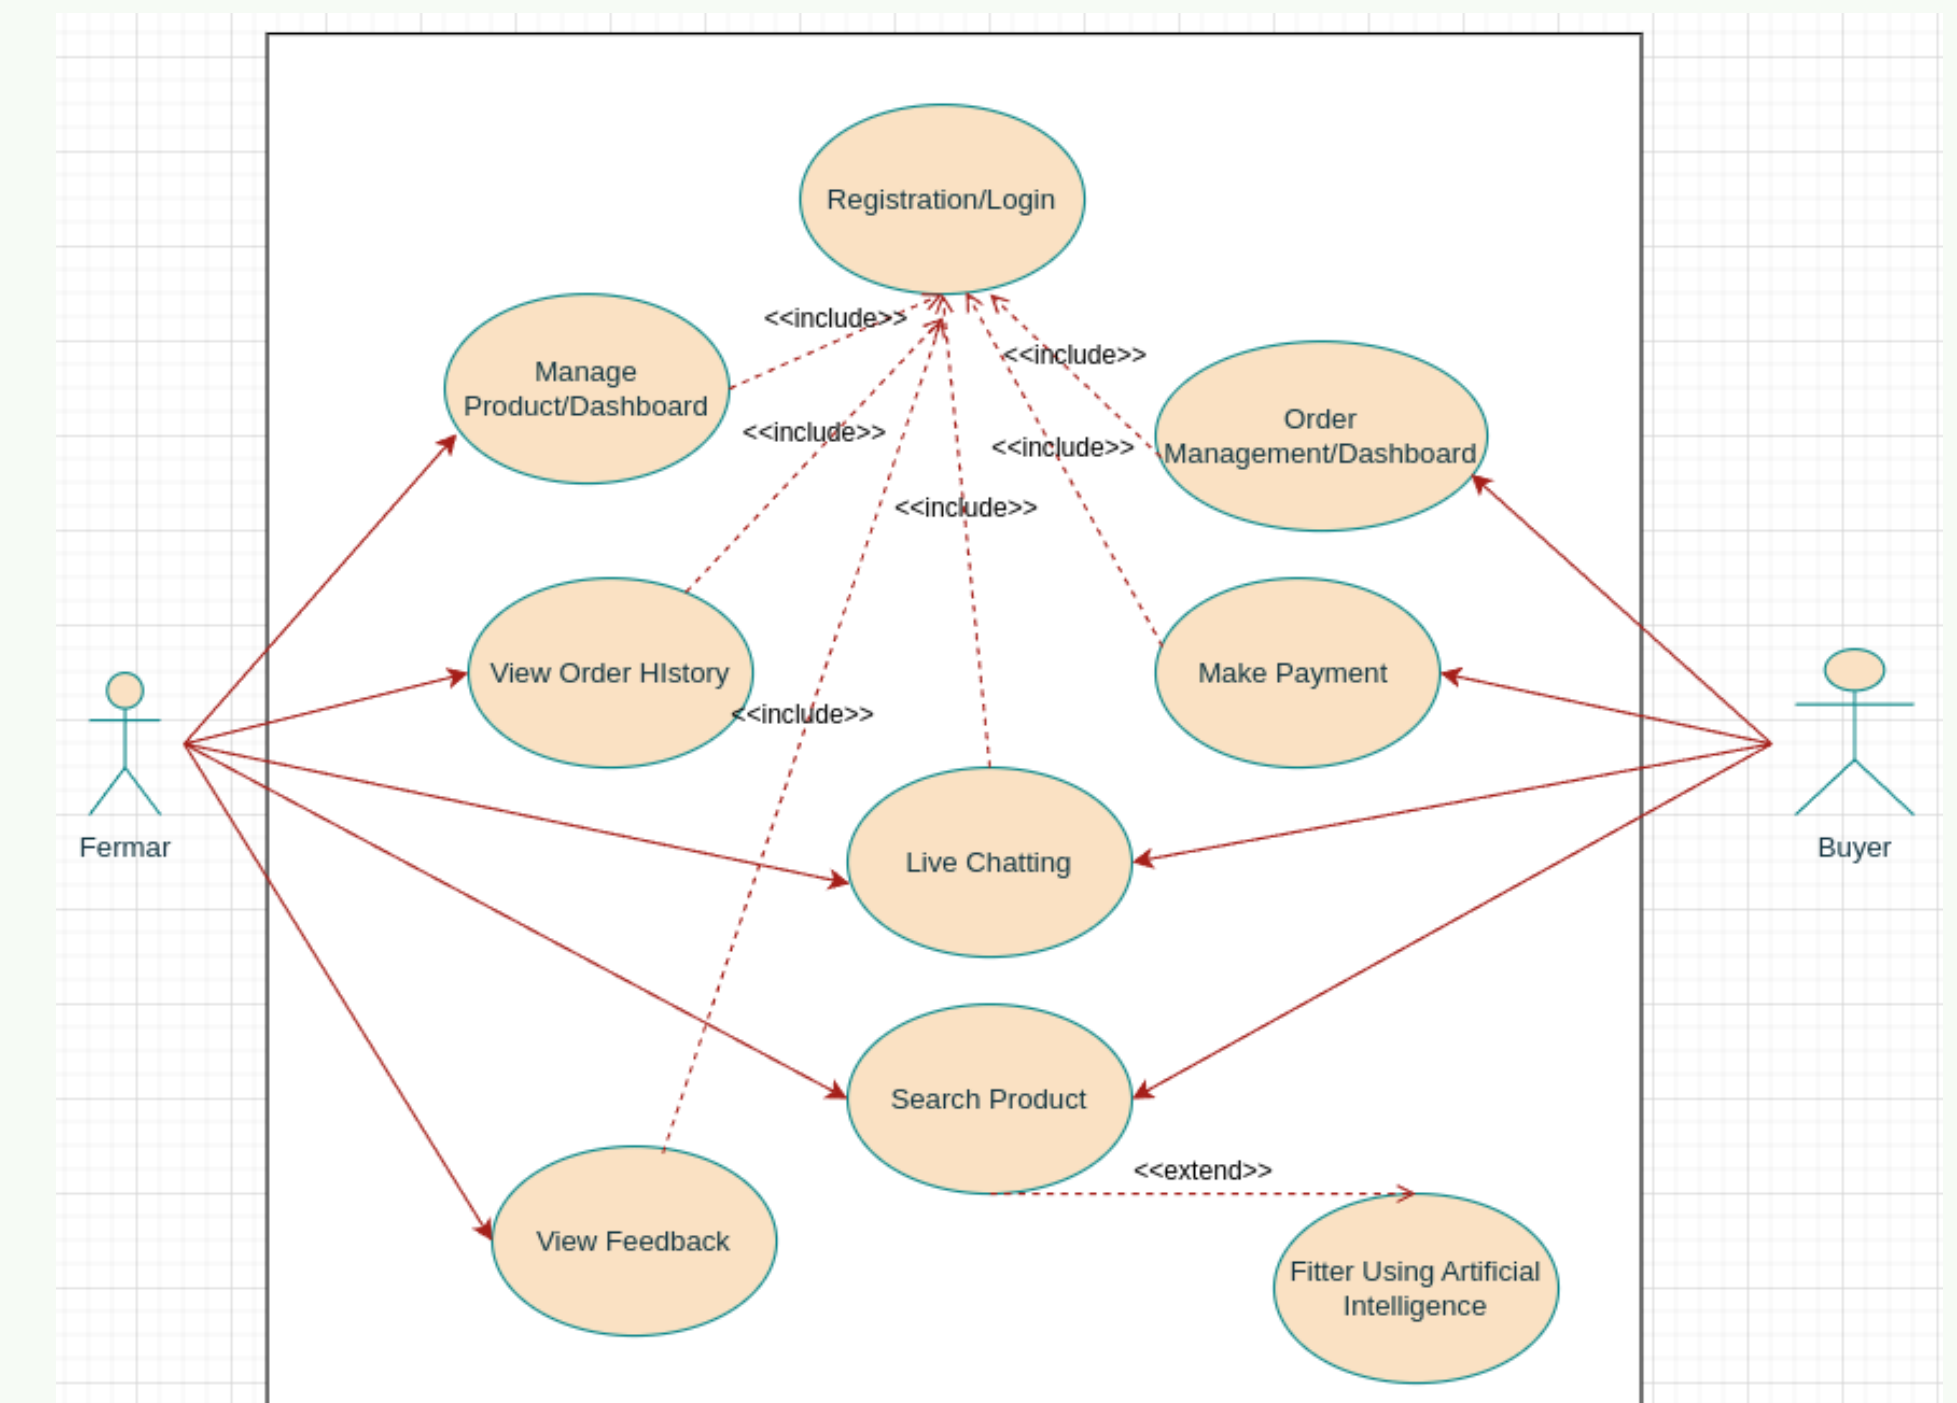 Registration/Login
<<include>>
<<include>>
Manage
Product/Dashboard
Order
Management/Dashboard
<<include>>
<<include>>
<<include>>
View Order HIstory
Make Payment
<<include>>
Fermar
Buyer
Live Chatting
Search Product
<<extend>>
View Feedback
Fitter Using Artificial
Intelligence